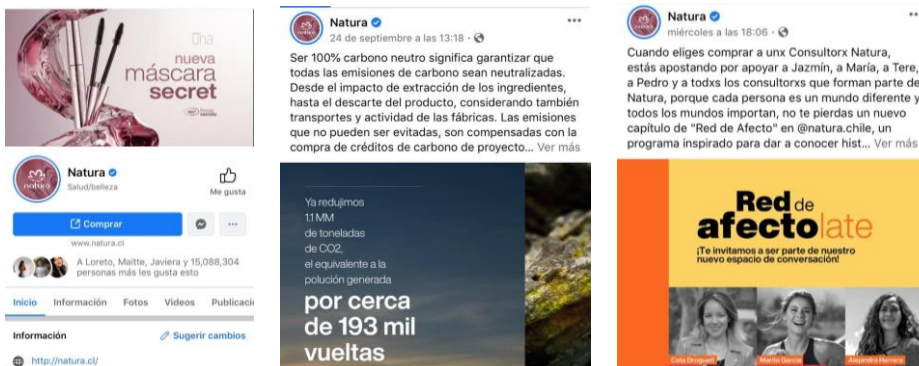 una
nueva
máscara
secret
natura
Natura
Salud/belleza
Me gusta
Comprar
www.natura.cl
A Loreto, Maitte, Javiera y 15,088,304
personas más les gusta esto
Inicio Información Fotos Videos Publicacio
Información
Sugerir cambios
http://natura.cl/
Natura
24 de septiembre a las 13:18 ·
Ser 100% carbono neutro significa garantizar que
todas las emisiones de carbono sean neutralizadas.
Desde el impacto de extracción de los ingredientes,
hasta el descarte del producto, considerando también
transportes y actividad de las fábricas. Las emisiones
que no pueden ser evitadas, son compensadas con la
compra de créditos de carbono de proyecto... Ver más
Ya redujimos
1.1 MM
de toneladas
de CO2,
el equivalente a la
polución generada
por cerca
de 193 mil
vueltas
Natura
miércoles a las 18:06 ·
Cuando eliges comprar a unx Consultorx Natura,
estás apostando por apoyar a Jazmín, a María, a Tere,
a Pedro y a todxs los consultorxs que forman parte de
Natura, porque cada persona es un mundo diferente y
todos los mundos importan, no te pierdas un nuevo
capítulo de "Red de Afecto" en @natura.chile, un
programa inspirado para dar a conocer hist... Ver más
Red de
afectolate
¡Te invitamos a ser parte de nuestro
nuevo espacio de conversación!
Cata Droguett
Marita García
Alejandra Herrera